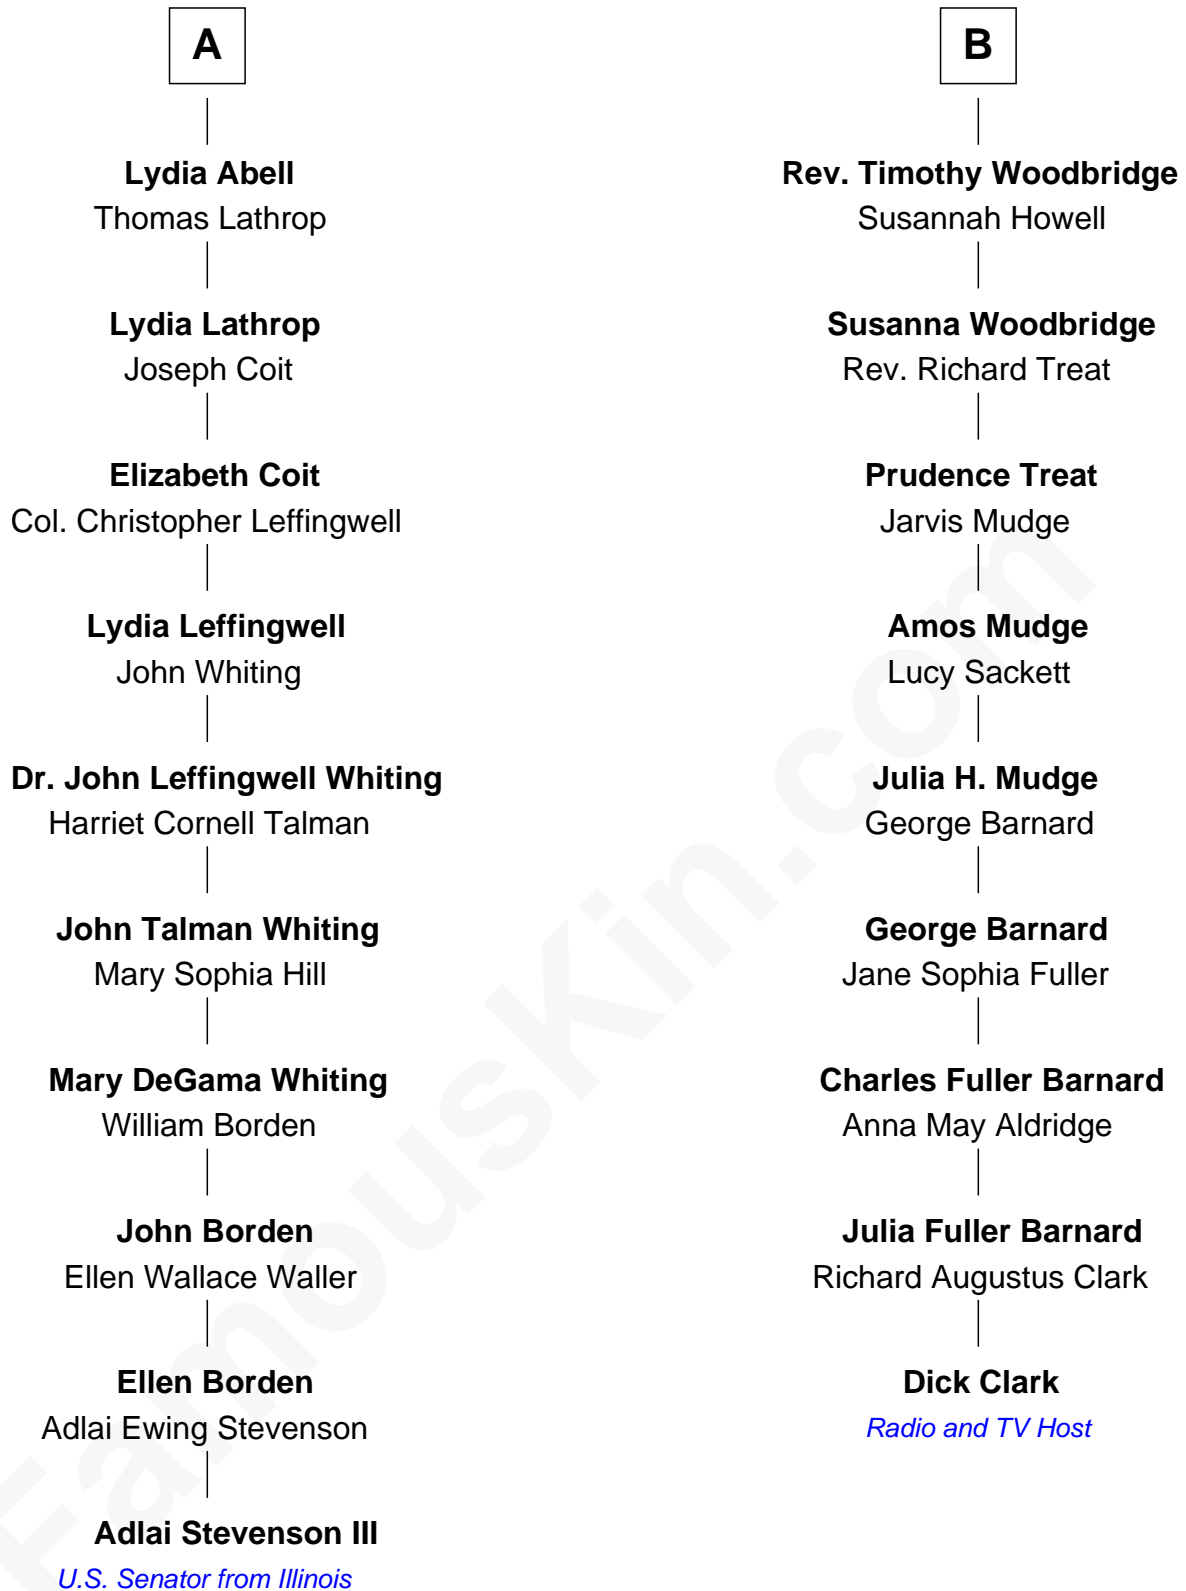 A
Lydia Abell
Thomas Lathrop
Lydia Lathrop
Joseph Coit
Elizabeth Coit
Col. Christopher Leffingwell
Lydia Leffingwell
John Whiting
Dr. John Leffingwell Whiting
Harriet Cornell Talman
John Talman Whiting
Mary Sophia Hill
Mary DeGama Whiting
William Borden
John Borden
Ellen Wallace Waller
Ellen Borden
Adlai Ewing Stevenson
Adlai Stevenson III
U.S. Senator from Illinois
B
Rev. Timothy Woodbridge
Susannah Howell
Susanna Woodbridge
Rev. Richard Treat
Prudence Treat
Jarvis Mudge
Amos Mudge
Lucy Sackett
Julia H. Mudge
George Barnard
George Barnard
Jane Sophia Fuller
Charles Fuller Barnard
Anna May Aldridge
Julia Fuller Barnard
Richard Augustus Clark
Dick Clark
Radio and TV Host
FamousKin.com